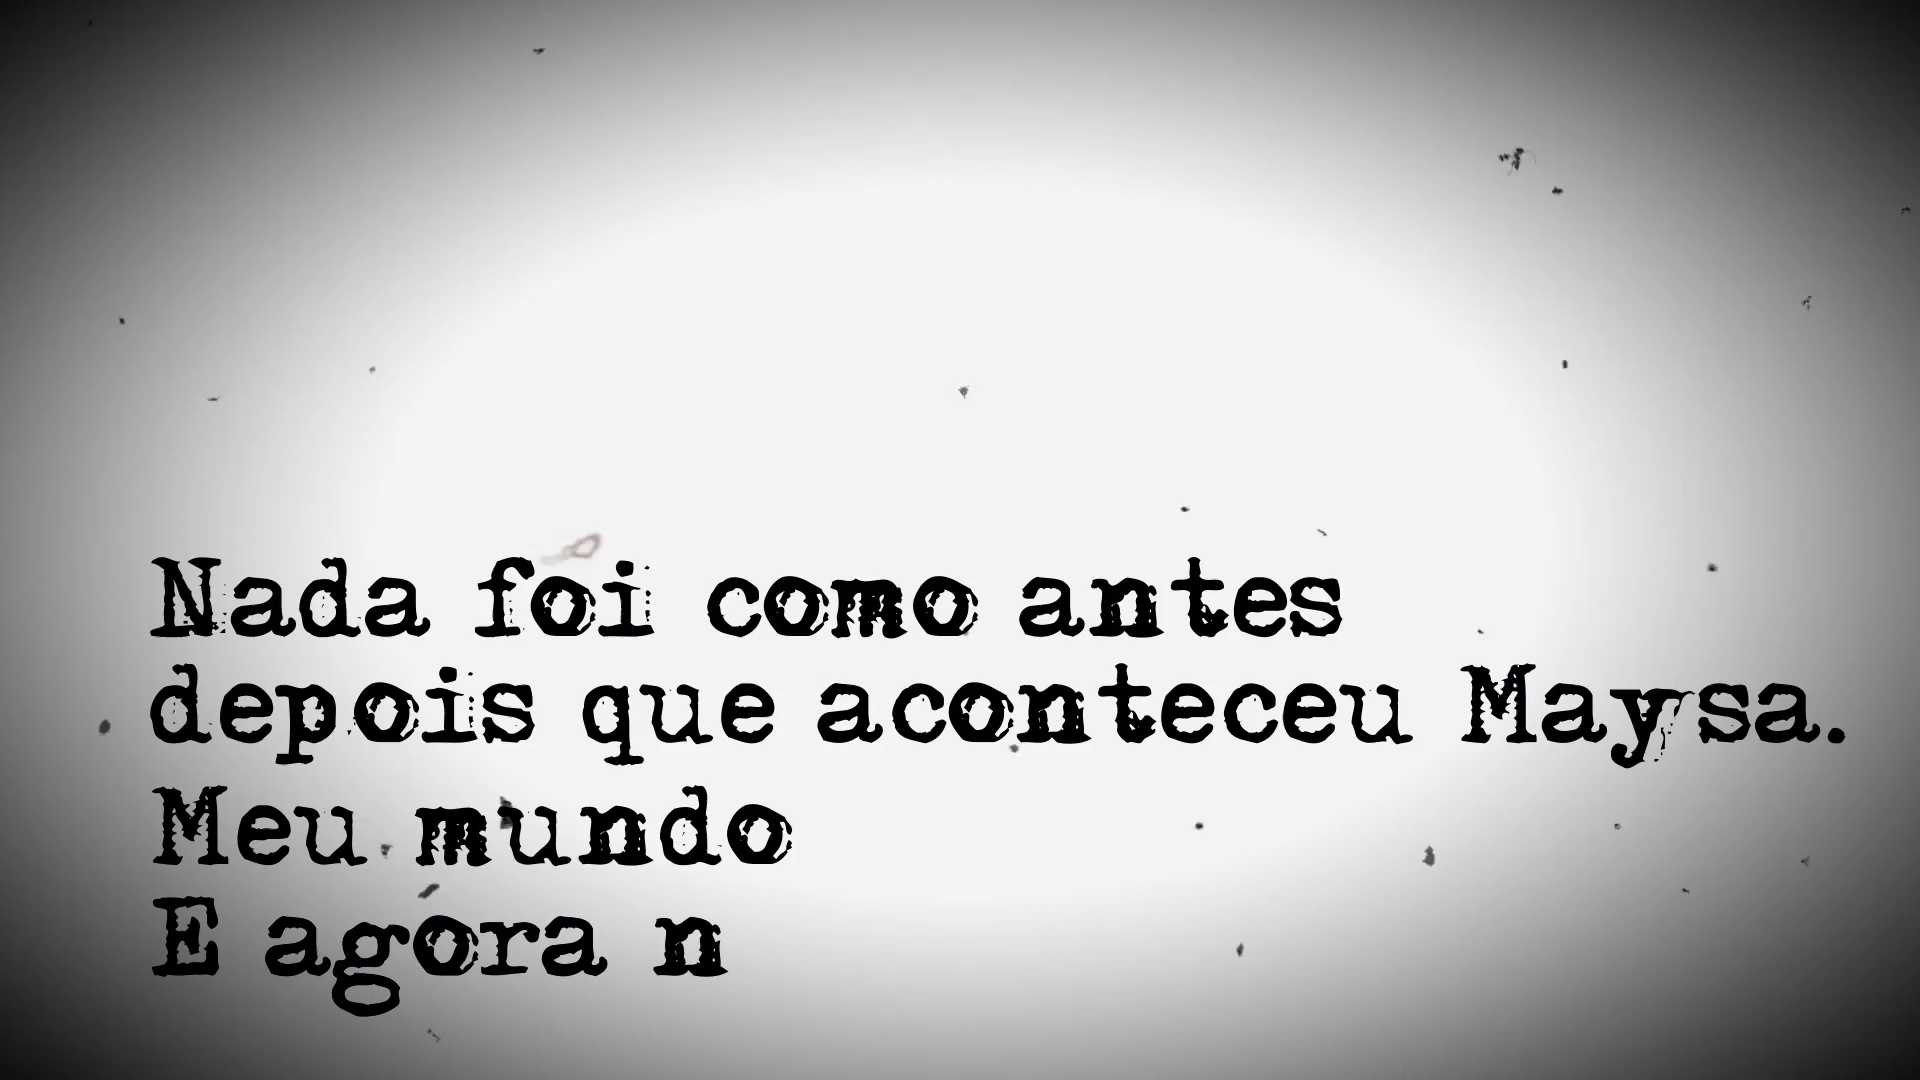 Nada foi como antes
depois que aconteceu Maysa.
Meu mundo
E agora n